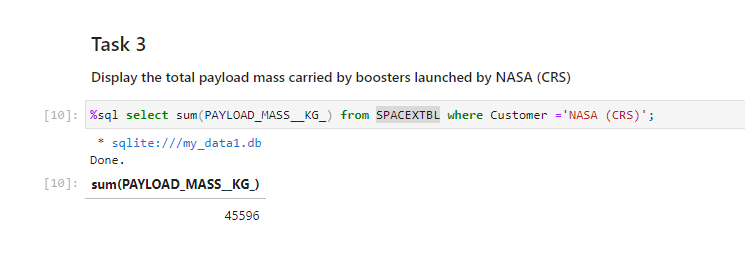 Task 3
Display the total payload mass carried by boosters launched by NASA (CRS)
[10]: %sql select sum(PAYLOAD_MASS__KG_) from SPACEXTBL where Customer ='NASA (CRS)';
* sqlite:///my_data1.db
Done.
[10]: sum(PAYLOAD_MASS__KG_)
45596